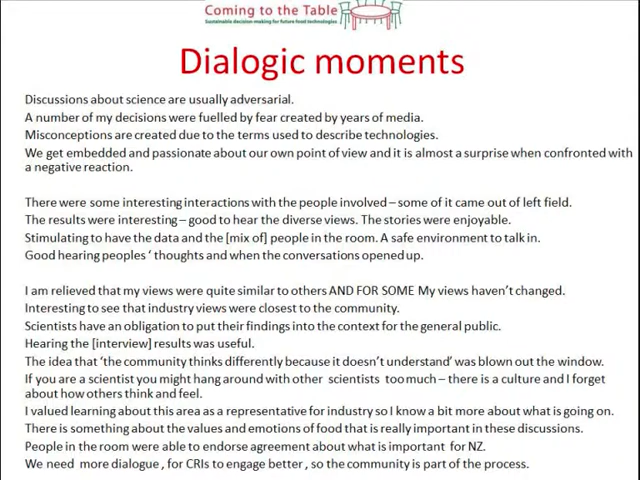 Coming to the Table
Sustainable decision-making for future food technologies
Dialogic moments
Discussions about science are usually adversarial.
A number of my decisions were fuelled by fear created by years of media.
Misconceptions are created due to the terms used to describe technologies.
We get embedded and passionate about our own point of view and it is almost a surprise when confronted with
a negative reaction.
There were some interesting interactions with the people involved – some of it came out of left field.
The results were interesting – good to hear the diverse views. The stories were enjoyable.
Stimulating to have the data and the [mix of] people in the room. A safe environment to talk in.
Good hearing peoples ‘ thoughts and when the conversations opened up.
I am relieved that my views were quite similar to others AND FOR SOME My views haven’t changed.
Interesting to see that industry views were closest to the community.
Scientists have an obligation to put their findings into the context for the general public.
Hearing the [interview] results was useful.
The idea that ‘the community thinks differently because it doesn’t understand’ was blown out the window.
If you are a scientist you might hang around with other scientists too much – there is a culture and I forget
about how others think and feel.
I valued learning about this area as a representative for industry so I know a bit more about what is going on.
There is something about the values and emotions of food that is really important in these discussions.
People in the room were able to endorse agreement about what is important for NZ.
We need more dialogue , for CRIs to engage better , so the community is part of the process.